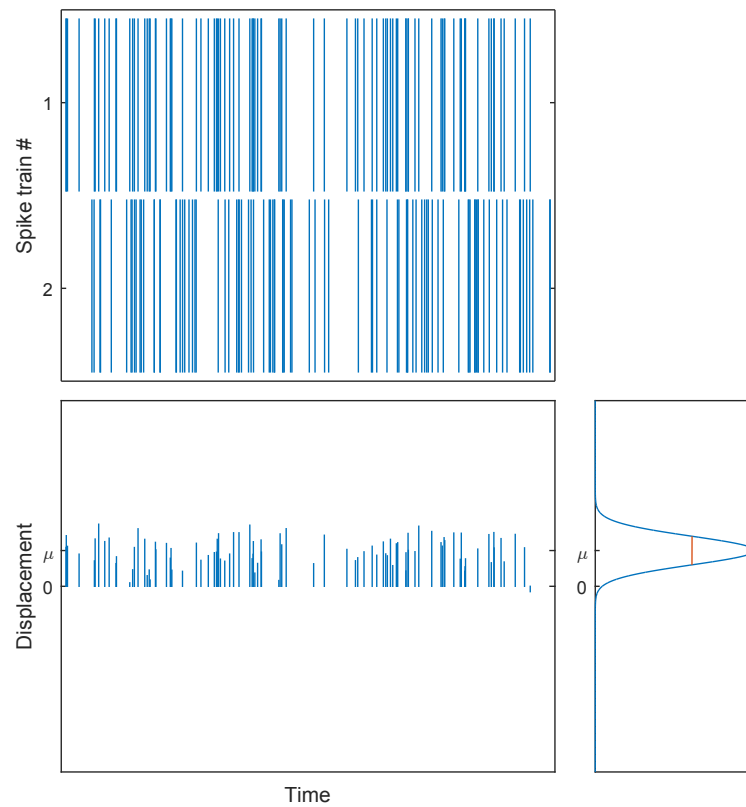 Spike train #
1
2
Displacement
μ
0
μ
0
Time